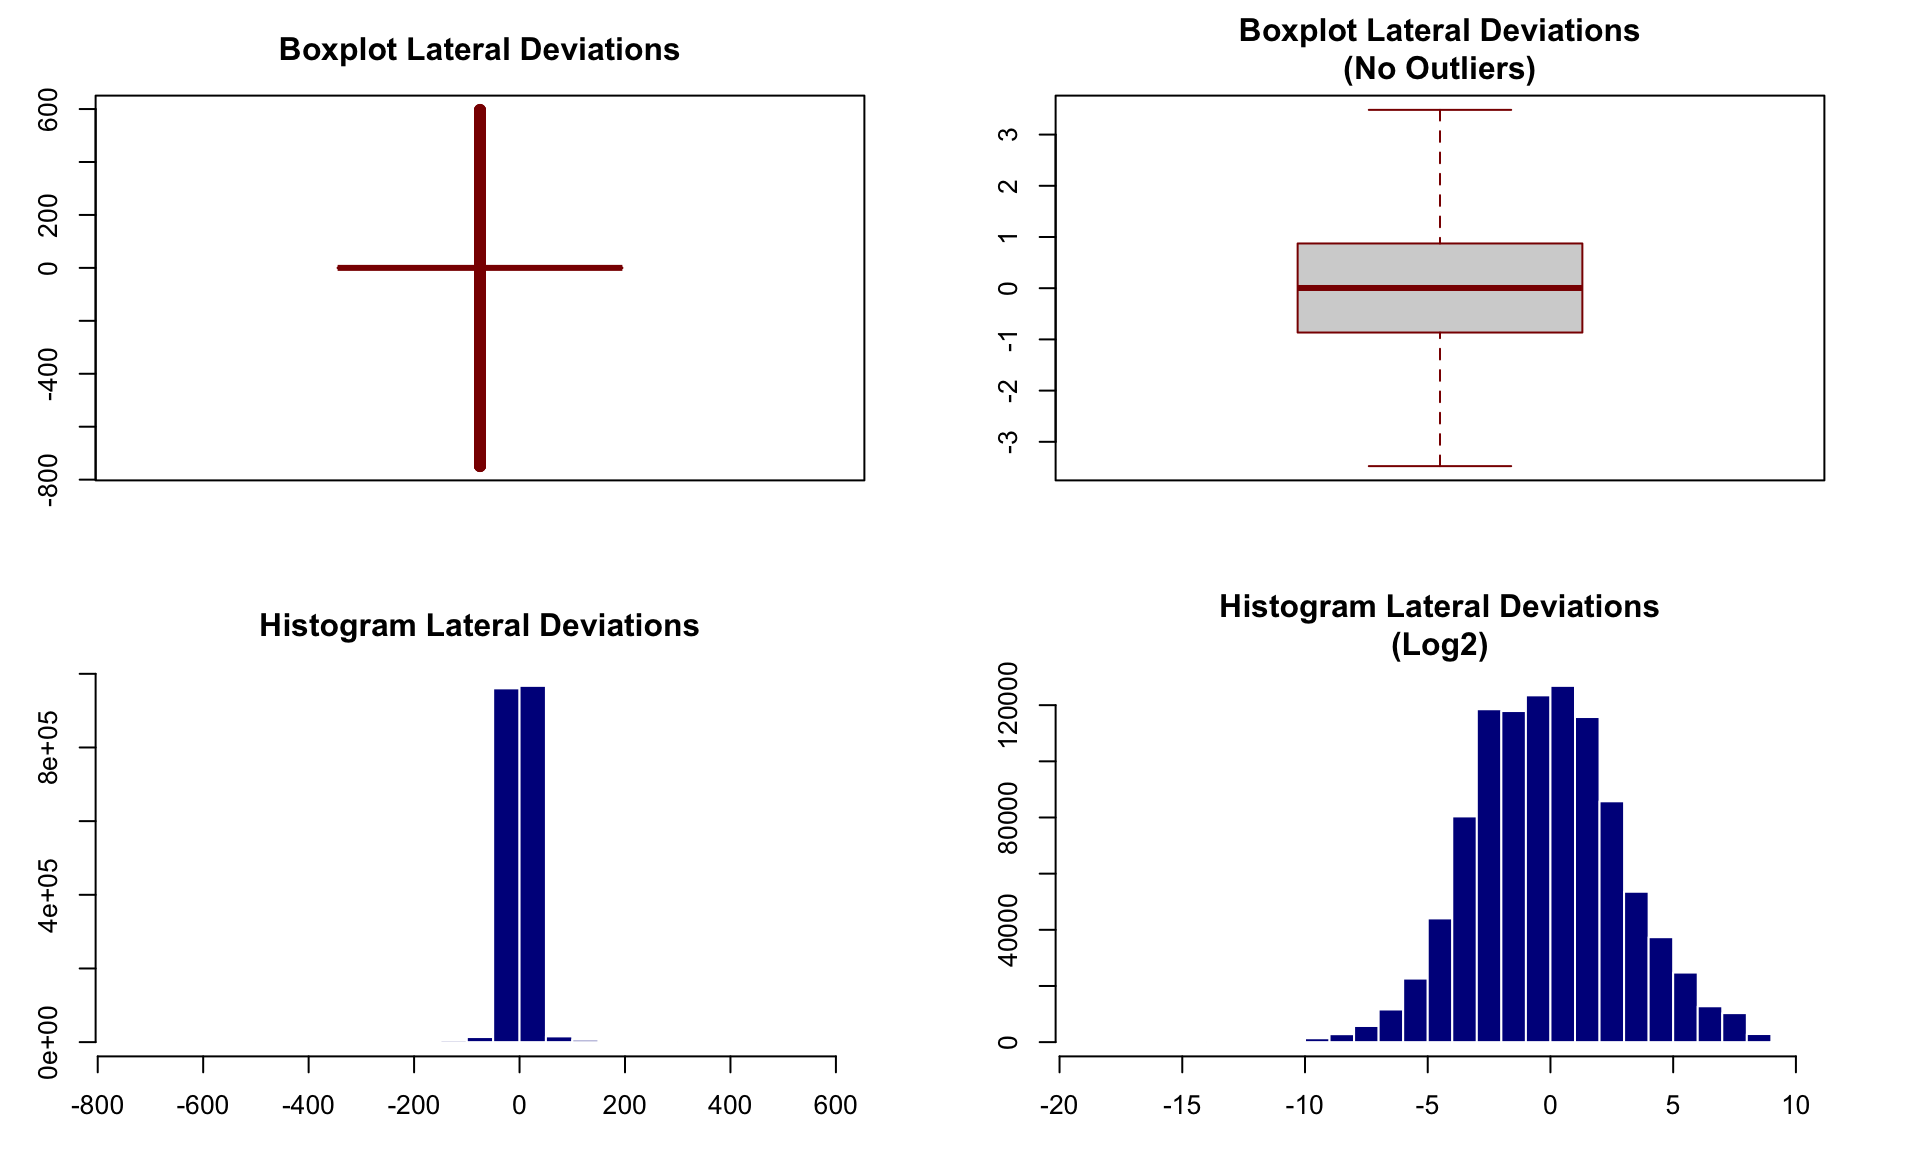 Boxplot Lateral Deviations
600
200
0
-400
-800
Boxplot Lateral Deviations
(No Outliers)
3
2
1
0
-1
-2
-3
Histogram Lateral Deviations
8e+05
4e+05
0e+00
-800 -600 -400 -200 0 200 400 600
Histogram Lateral Deviations
(Log2)
120000
80000
40000
0
-20 -15 -10 -5 0 5 10